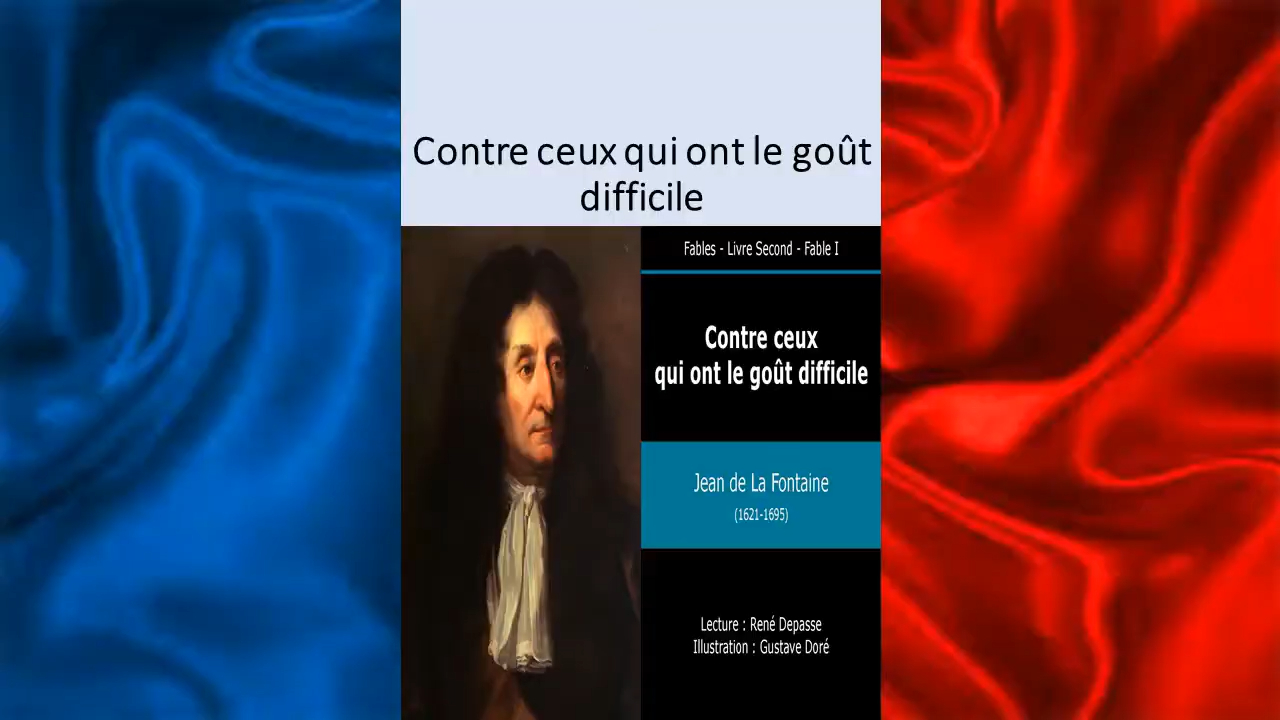 Contre ceux qui ont le goût
difficile
Fables - Livre Second - Fable I
Contre ceux
qui ont le goût difficile
Jean de La Fontaine
(1621-1695)
Lecture : René Depasse
Illustration : Gustave Doré